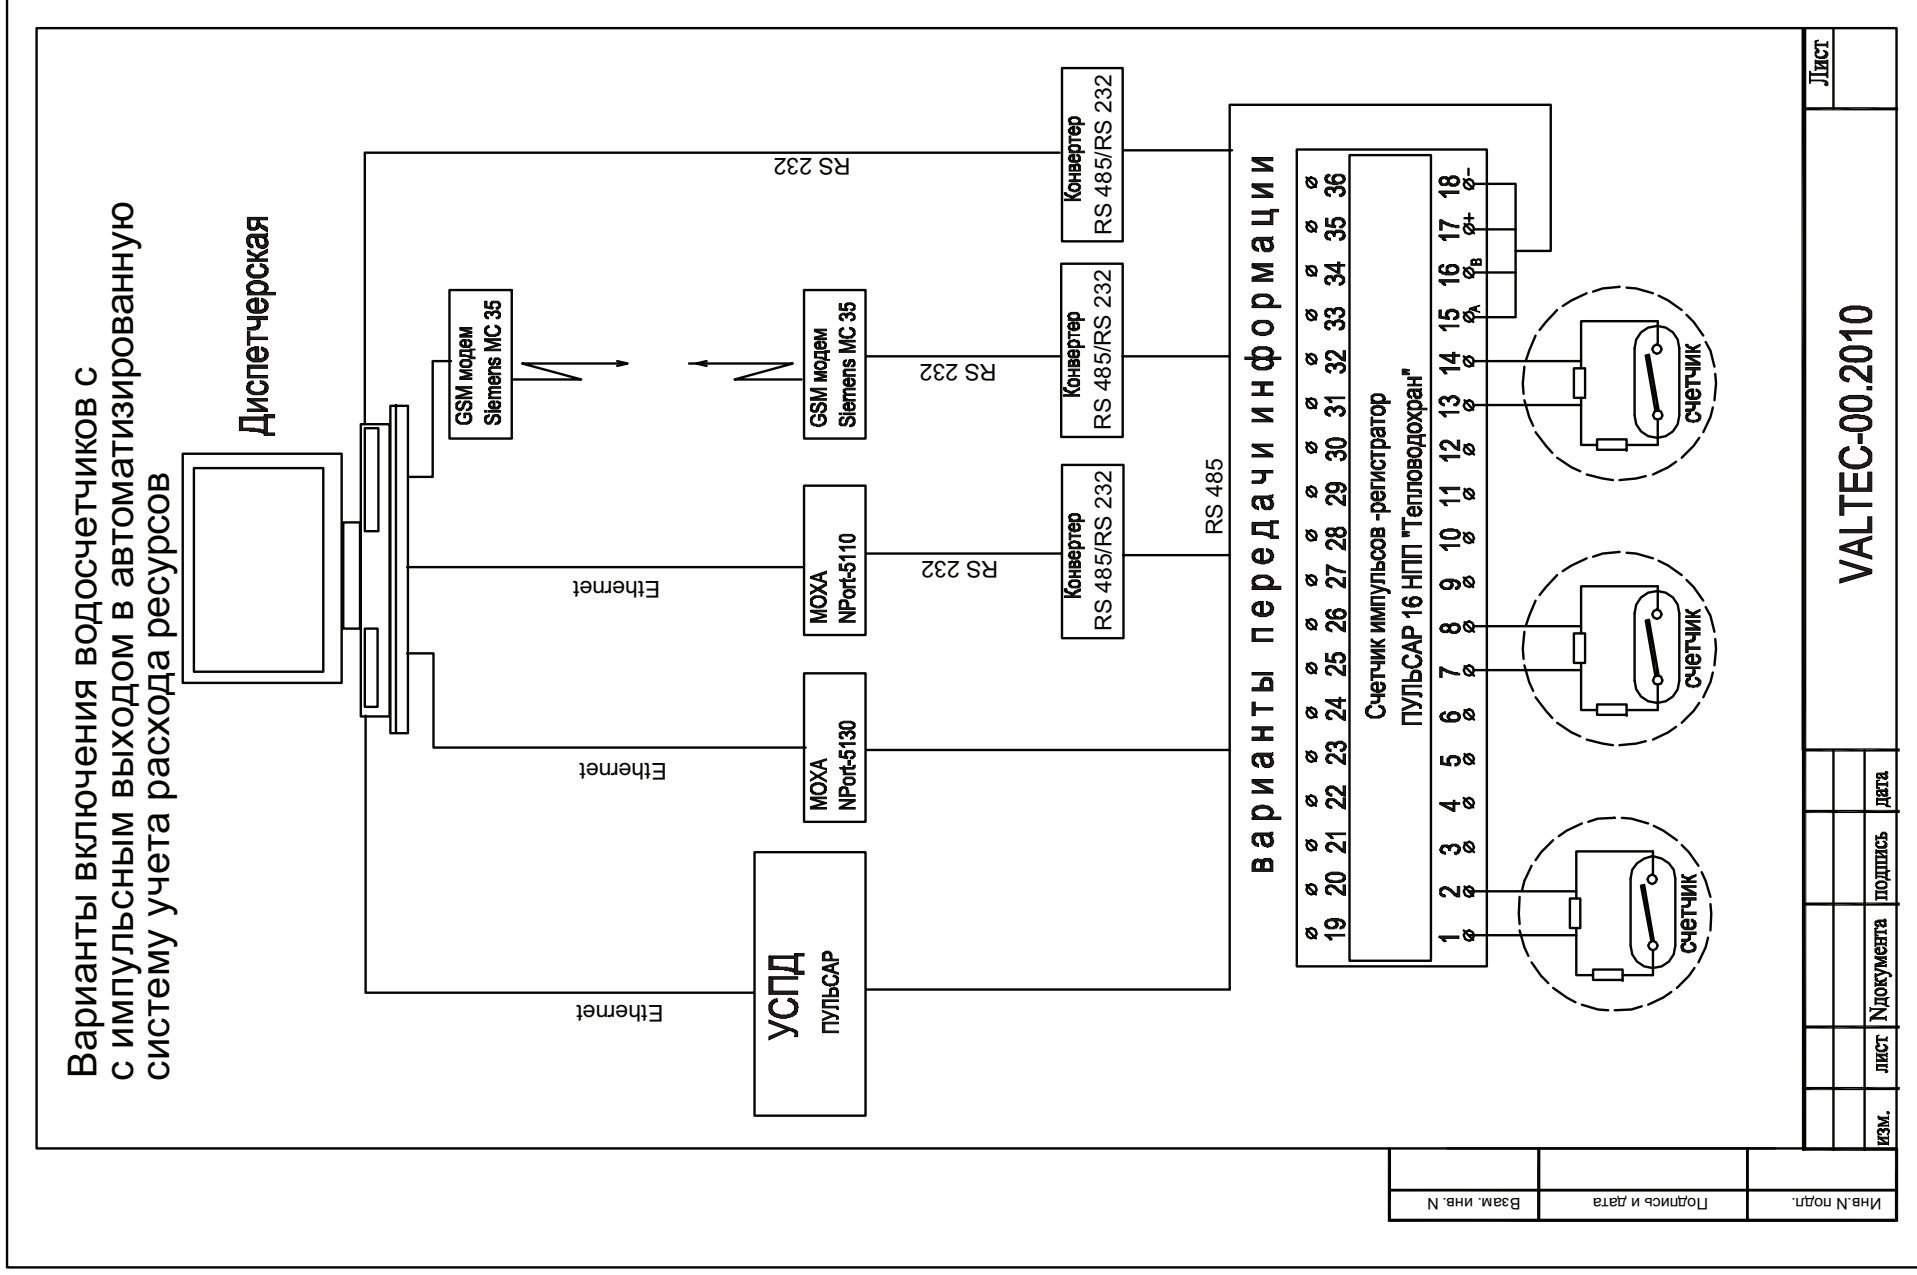 Варианты включения водосчетчиков с
с импульсным выходом в автоматизированную
систему учета расхода ресурсов
Диспетчерская
GSM модем
Siemens MC 35
GSM модем
Siemens MC 35
RS 232
RS 232
RS 232
Ethernet
Ethernet
Ethernet
MOXA
NPort-5110
MOXA
NPort-5130
УСПД
ПУЛЬСАР
Конвертер
RS 485/RS 232
Конвертер
RS 485/RS 232
Конвертер
RS 485/RS 232
RS 485
варианты передачи информации
19 20 21 22 23 24 25 26 27 28 29 30 31 32 33 34 35 36
Счетчик импульсов -регистратор
ПУЛЬСАР 16 НПП "Тепловодохран"
1 2 3 4 5 6 7 8 9 10 11 12 13 14 15 16 17 18
A B + -
счетчик
счетчик
счетчик
VALTEC-00.2010
Лист
изм. лист Nдокумента подпись дата
Взам. инв. N
Подпись и дата
Инв.N подл.